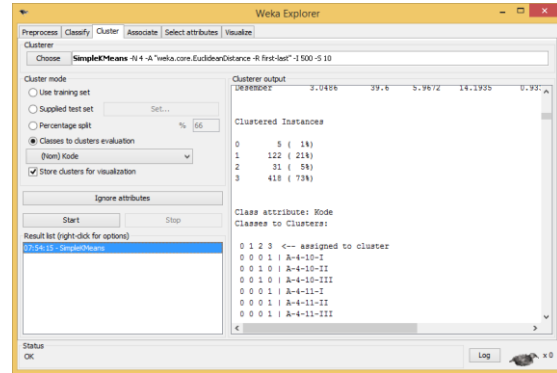 Weka Explorer
Preprocess Classify Cluster Associate Select attributes Visualize
Clusterer
Choose SimpleKMeans -N 4 -A "weka.core.EuclideanDistance -R first-last" -I 500 -S 10
Cluster mode
Use training set
Supplied test set Set...
Percentage split % 66
Classes to clusters evaluation
(Nom) Kode
Store clusters for visualization
Ignore attributes
Start Stop
Result list (right-click for options)
07:54:15 - SimpleKMeans
Clusterer output
Desember 3.0486 39.6 5.9672 14.1935 0.93
Clustered Instances
0 5 ( 1%)
1 122 ( 21%)
2 31 ( 5%)
3 418 ( 73%)
Class attribute: Kode
Classes to Clusters:
0 1 2 3 <-- assigned to cluster
0 0 0 1 | A-4-10-I
0 0 1 0 | A-4-10-II
0 0 1 0 | A-4-10-III
0 0 0 1 | A-4-11-I
0 0 0 1 | A-4-11-II
0 0 0 1 | A-4-11-III
Status
OK
Log
x 0